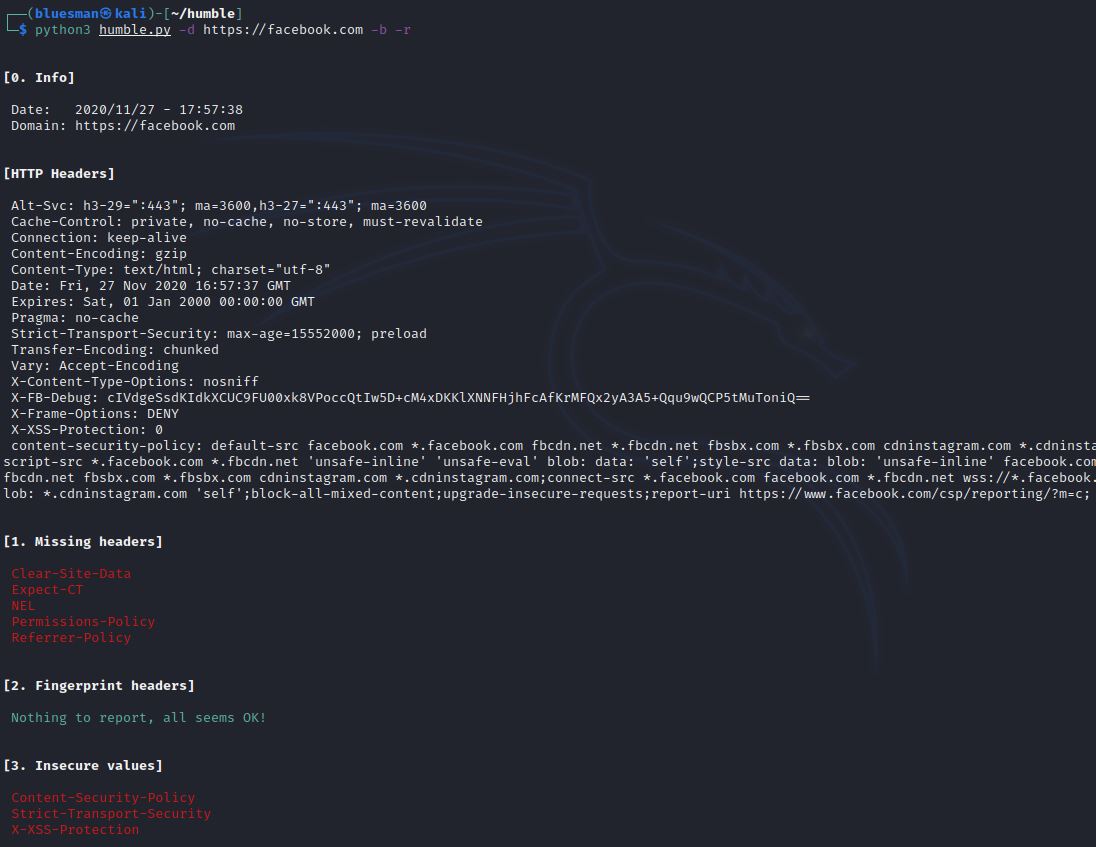 ┌──(bluesman㉿kali)-[~/humble]
└─$ python3 humble.py -d https://facebook.com -b -r
[0. Info]
Date:   2020/11/27 - 17:57:38
Domain: https://facebook.com
[HTTP Headers]
Alt-Svc: h3-29=":443"; ma=3600,h3-27=":443"; ma=3600
Cache-Control: private, no-cache, no-store, must-revalidate
Connection: keep-alive
Content-Encoding: gzip
Content-Type: text/html; charset="utf-8"
Date: Fri, 27 Nov 2020 16:57:37 GMT
Expires: Sat, 01 Jan 2000 00:00:00 GMT
Pragma: no-cache
Strict-Transport-Security: max-age=15552000; preload
Transfer-Encoding: chunked
Vary: Accept-Encoding
X-Content-Type-Options: nosniff
X-FB-Debug: cIVdgeSsdKIdkXCUC9FU00xk8VPoccQtIw5D+cM4xDKKlXNNFHjhFcAfKrMFQx2yA3A5+Qqu9wQCP5tMuToniQ==
X-Frame-Options: DENY
X-XSS-Protection: 0
content-security-policy: default-src facebook.com *.facebook.com fbcdn.net *.fbcdn.net fbsbx.com *.fbsbx.com cdninstagram.com *.cdninsta
script-src *.facebook.com *.fbcdn.net 'unsafe-inline' 'unsafe-eval' blob: data: 'self';style-src data: blob: 'unsafe-inline' facebook.com
fbcdn.net fbsbx.com *.fbsbx.com cdninstagram.com *.cdninstagram.com;connect-src *.facebook.com facebook.com *.fbcdn.net wss://*.facebook.
lob: *.cdninstagram.com 'self';block-all-mixed-content;upgrade-insecure-requests;report-uri https://www.facebook.com/csp/reporting/?m=c;
[1. Missing headers]
Clear-Site-Data
Expect-CT
NEL
Permissions-Policy
Referrer-Policy
[2. Fingerprint headers]
Nothing to report, all seems OK!
[3. Insecure values]
Content-Security-Policy
Strict-Transport-Security
X-XSS-Protection